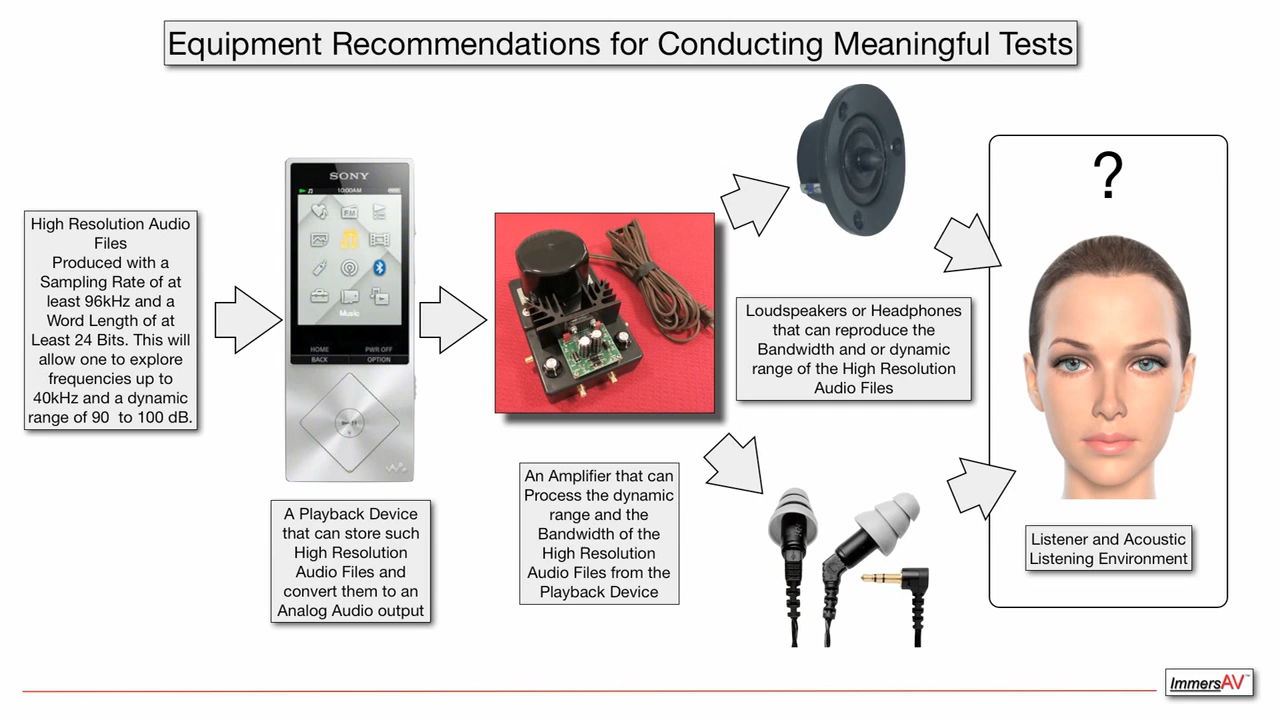 Equipment Recommendations for Conducting Meaningful Tests
High Resolution Audio
Files
Produced with a
Sampling Rate of at
least 96kHz and a
Word Length of at
Least 24 Bits. This will
allow one to explore
frequencies up to
40kHz and a dynamic
range of 90 to 100 dB.
SONY
10:00AM
FM
Music
HOME
PWR OFF
BACK
OPTION
A Playback Device
that can store such
High Resolution
Audio Files and
convert them to an
Analog Audio output
An Amplifier that can
Process the dynamic
range and the
Bandwidth of the
High Resolution
Audio Files from the
Playback Device
Loudspeakers or Headphones
that can reproduce the
Bandwidth and or dynamic
range of the High Resolution
Audio Files
?
Listener and Acoustic
Listening Environment
ImmersAV™